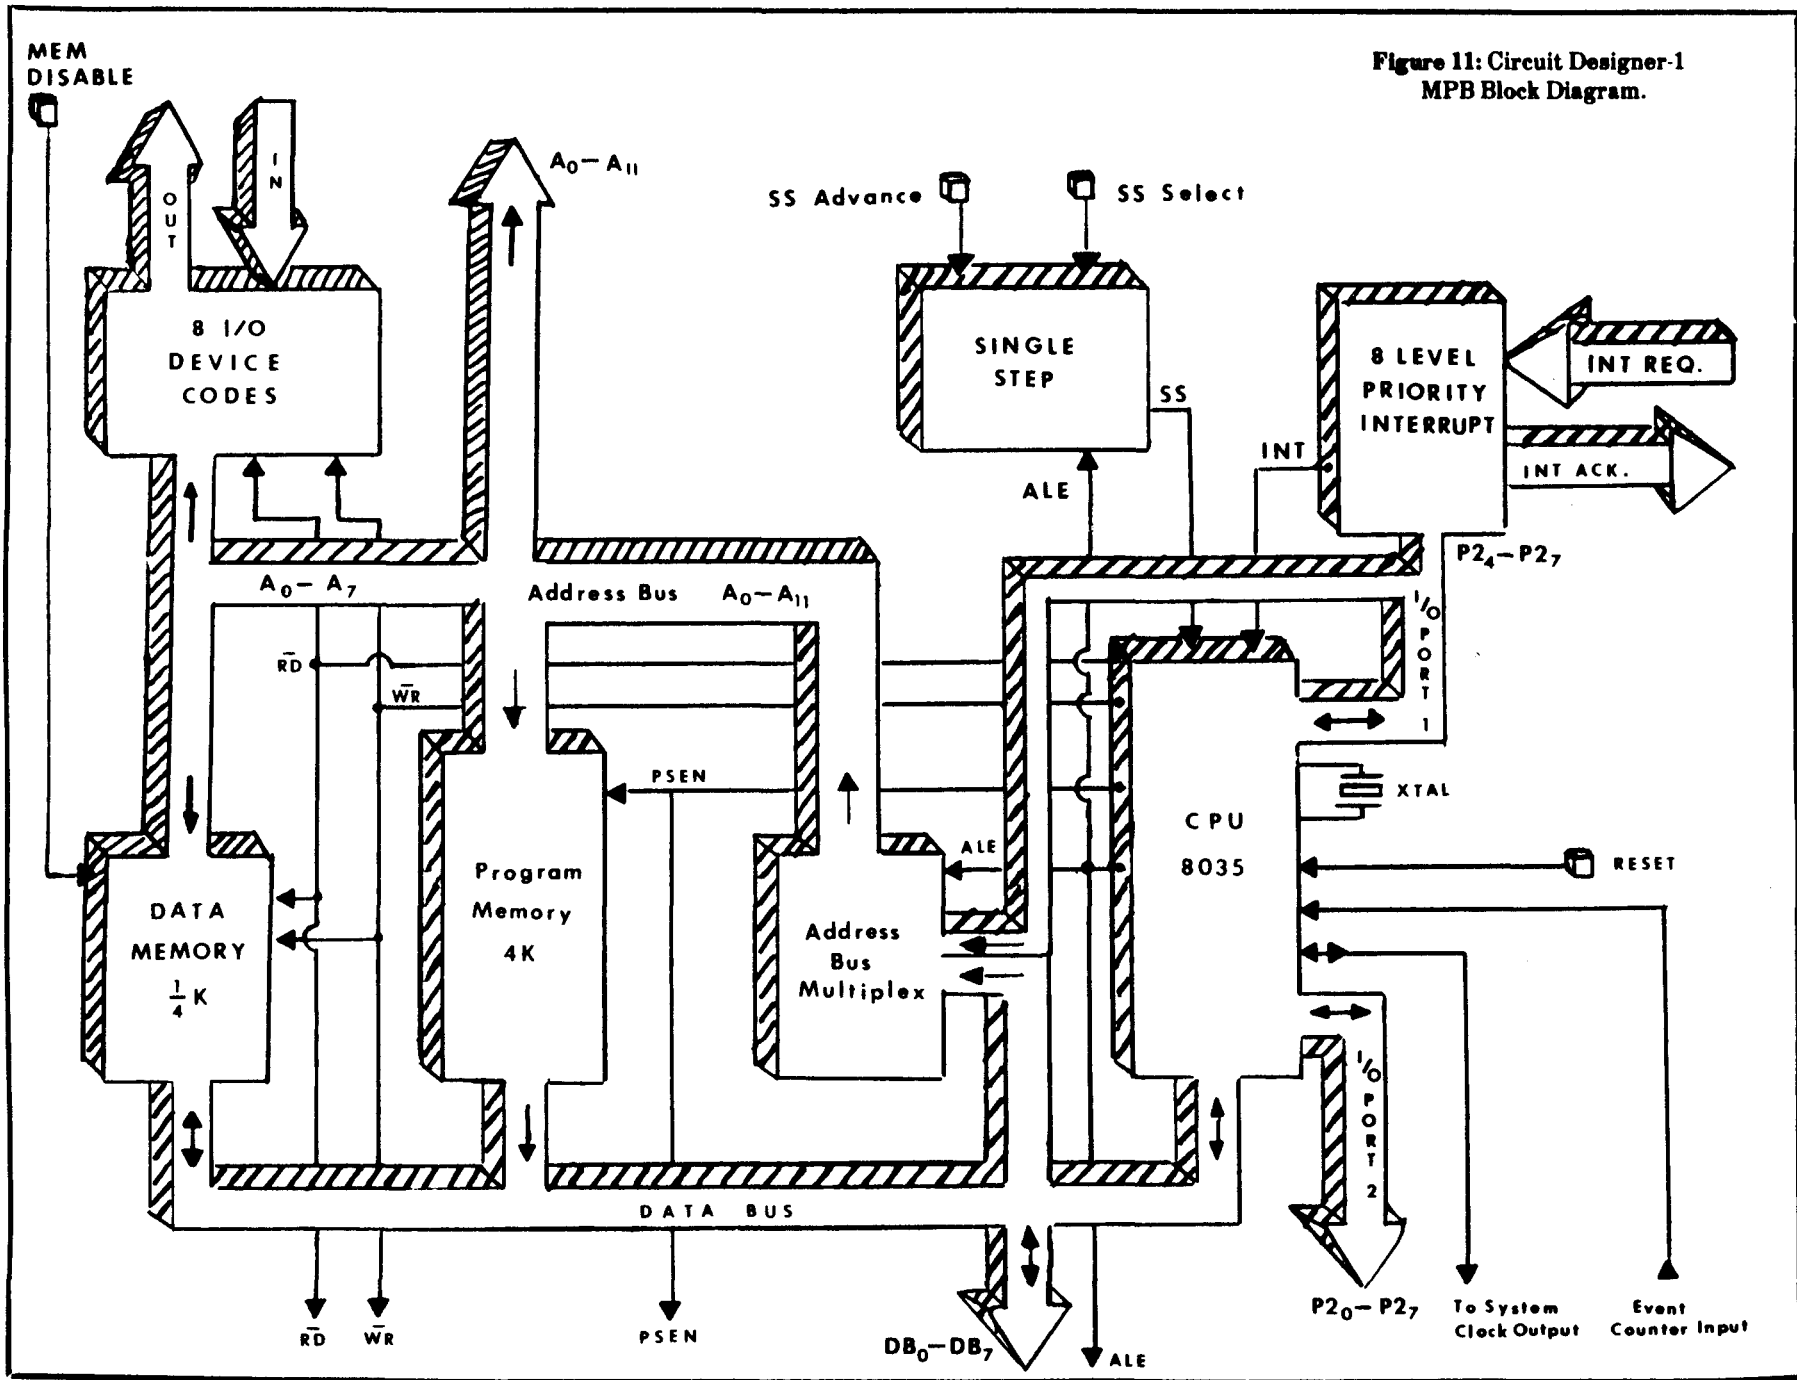 Figure 11: Circuit Designer-1
MPB Block Diagram.
MEM
DISABLE
OUT
IN
A0–A11
SS Advance
SS Select
8 I/O
DEVICE
CODES
SINGLE
STEP
SS
ALE
INT
8 LEVEL
PRIORITY
INTERRUPT
INT REQ.
INT ACK.
P24–P27
A0–A7
Address Bus A0–A11
I/O PORT 1
R̅D̅
W̅R̅
PSEN
XTAL
CPU
8035
ALE
RESET
Program
Memory
4K
DATA
MEMORY
1/4 K
Address
Bus
Multiplex
I/O PORT 2
DATA BUS
R̅D̅
W̅R̅
PSEN
DB0–DB7
ALE
P20–P27
To System
Clock Output
Event
Counter Input